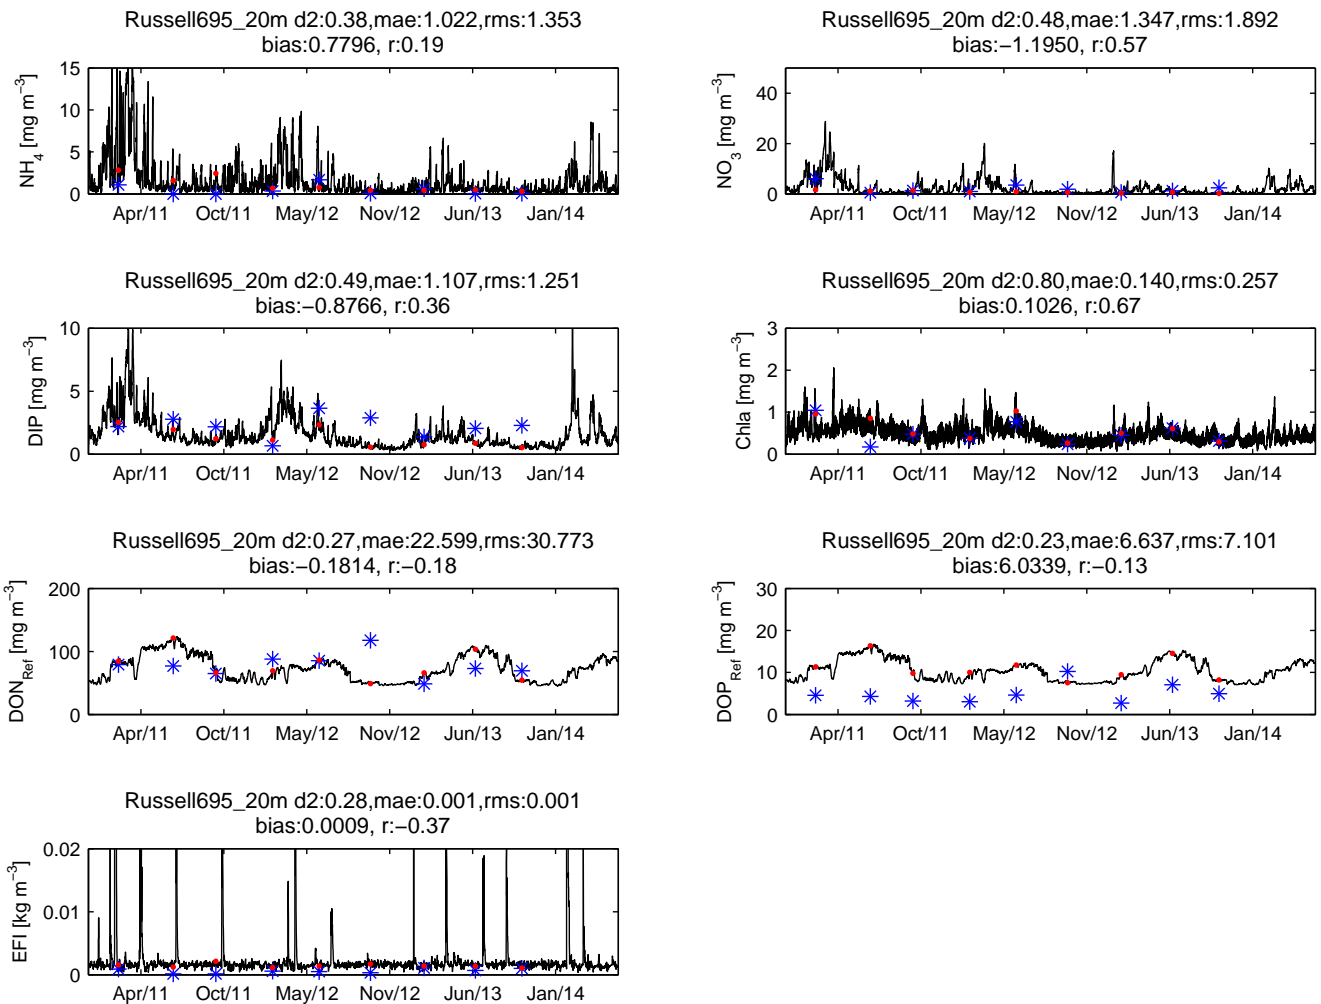 Russell695_20m d2:0.38,mae:1.022,rms:1.353
bias:0.7796, r:0.19
NH4 [mg m−3]
15
10
5
0
Apr/11 Oct/11 May/12 Nov/12 Jun/13 Jan/14
Russell695_20m d2:0.48,mae:1.347,rms:1.892
bias:−1.1950, r:0.57
NO3 [mg m−3]
40
20
0
Apr/11 Oct/11 May/12 Nov/12 Jun/13 Jan/14
Russell695_20m d2:0.49,mae:1.107,rms:1.251
bias:−0.8766, r:0.36
DIP [mg m−3]
10
5
0
Apr/11 Oct/11 May/12 Nov/12 Jun/13 Jan/14
Russell695_20m d2:0.80,mae:0.140,rms:0.257
bias:0.1026, r:0.67
Chla [mg m−3]
3
2
1
0
Apr/11 Oct/11 May/12 Nov/12 Jun/13 Jan/14
Russell695_20m d2:0.27,mae:22.599,rms:30.773
bias:−0.1814, r:−0.18
DONRef [mg m−3]
200
100
0
Apr/11 Oct/11 May/12 Nov/12 Jun/13 Jan/14
Russell695_20m d2:0.23,mae:6.637,rms:7.101
bias:6.0339, r:−0.13
DOPRef [mg m−3]
30
20
10
0
Apr/11 Oct/11 May/12 Nov/12 Jun/13 Jan/14
Russell695_20m d2:0.28,mae:0.001,rms:0.001
bias:0.0009, r:−0.37
EFI [kg m−3]
0.02
0.01
0
Apr/11 Oct/11 May/12 Nov/12 Jun/13 Jan/14